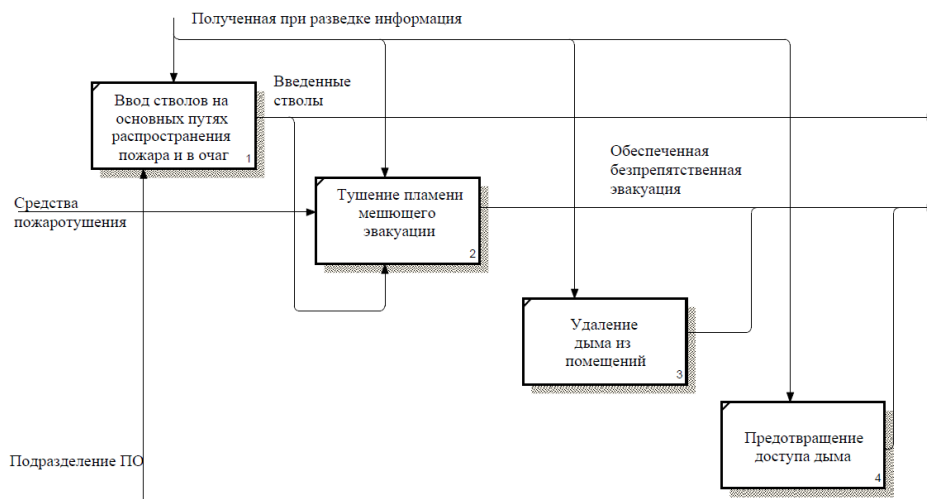 Полученная при разведке информация
Ввод стволов на
основных путях
распространения
пожара и в очаг
1
Введенные
стволы
Средства
пожаротушения
Тушение пламени
мешюшего
эвакуации
2
Обеспеченная
безпрепятственная
эвакуация
Удаление
дыма из
помещений
3
Предотвращение
доступа дыма
4
Подразделение ПО